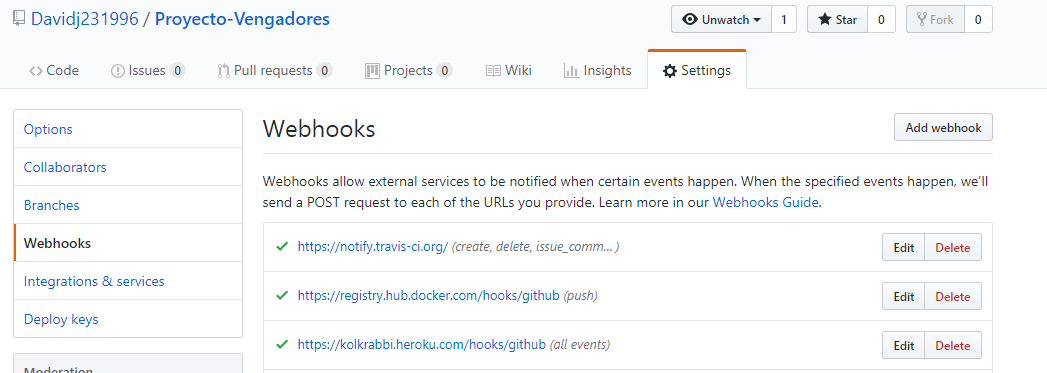 Davidj231996 / Proyecto-Vengadores
Unwatch 1
Star 0
Fork 0
Code
Issues 0
Pull requests 0
Projects 0
Wiki
Insights
Settings
Options
Collaborators
Branches
Webhooks
Integrations & services
Deploy keys
Moderation
Webhooks
Add webhook
Webhooks allow external services to be notified when certain events happen. When the specified events happen, we'll
send a POST request to each of the URLs you provide. Learn more in our Webhooks Guide.
https://notify.travis-ci.org/ (create, delete, issue_comm… )
Edit Delete
https://registry.hub.docker.com/hooks/github (push)
Edit Delete
https://kolkrabbi.heroku.com/hooks/github (all events)
Edit Delete